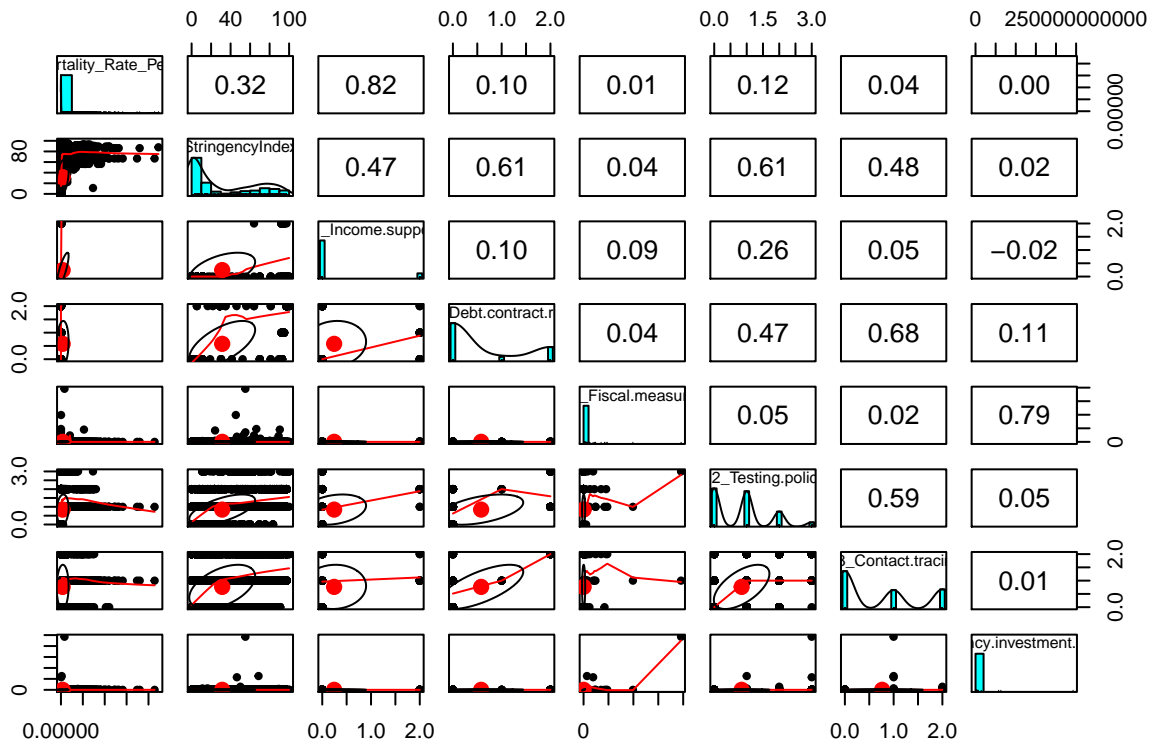 0 40 100 0.0 1.0 2.0 0.0 1.5 3.0 0 250000000000
rtality_Rate_Pe 0.32 0.82 0.10 0.01 0.12 0.04 0.00 0.00000
0 80 StringencyIndex 0.47 0.61 0.04 0.61 0.48 0.02
_Income.suppo 0.10 0.09 0.26 0.05 −0.02 0.0 2.0
0.0 2.0 Debt.contract.r 0.04 0.47 0.68 0.11
_Fiscal.measur 0.05 0.02 0.79 0
0.0 3.0 2_Testing.polic 0.59 0.05
3_Contact.traci 0.01 0.0 2.0
0 ncy.investment.
0.00000 0.0 1.0 2.0 0 0.0 1.0 2.0